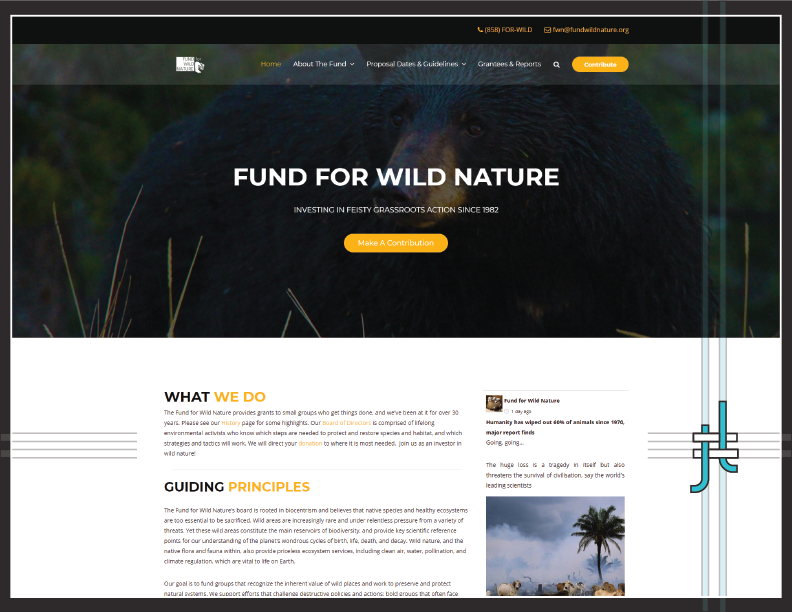 (858) FOR-WILD fwn@fundwildnature.org
FUND for
WILD
NATURE
Home About The Fund Proposal Dates & Guidelines Grantees & Reports Contribute
FUND FOR WILD NATURE
INVESTING IN FEISTY GRASSROOTS ACTION SINCE 1982
Make A Contribution
WHAT WE DO
The Fund for Wild Nature provides grants to small groups who get things done, and we've been at it for over 30
years. Please see our History page for some highlights. Our Board of Directors is comprised of lifelong
environmental activists who know which steps are needed to protect and restore species and habitat, and which
strategies and tactics will work. We will direct your donation to where it is most needed. Join us as an investor in
wild nature!
GUIDING PRINCIPLES
The Fund for Wild Nature's board is rooted in biocentrism and believes that native species and healthy ecosystems
are too essential to be sacrificed. Wild areas are increasingly rare and under relentless pressure from a variety of
threats. Yet these wild areas constitute the main reservoirs of biodiversity, and provide key scientific reference
points for our understanding of the planet's wondrous cycles of birth, life, death, and decay. Wild nature, and the
native flora and fauna within, also provide priceless ecosystem services, including clean air, water, pollination, and
climate regulation, which are vital to life on Earth.
Our goal is to fund groups that recognize the inherent value of wild places and work to preserve and protect
natural systems. We support efforts that challenge destructive policies and actions; bold groups that often face
Fund for Wild Nature
1 day ago
Humanity has wiped out 60% of animals since 1970,
major report finds
Going, going...
The huge loss is a tragedy in itself but also
threatens the survival of civilisation, say the world's
leading scientists